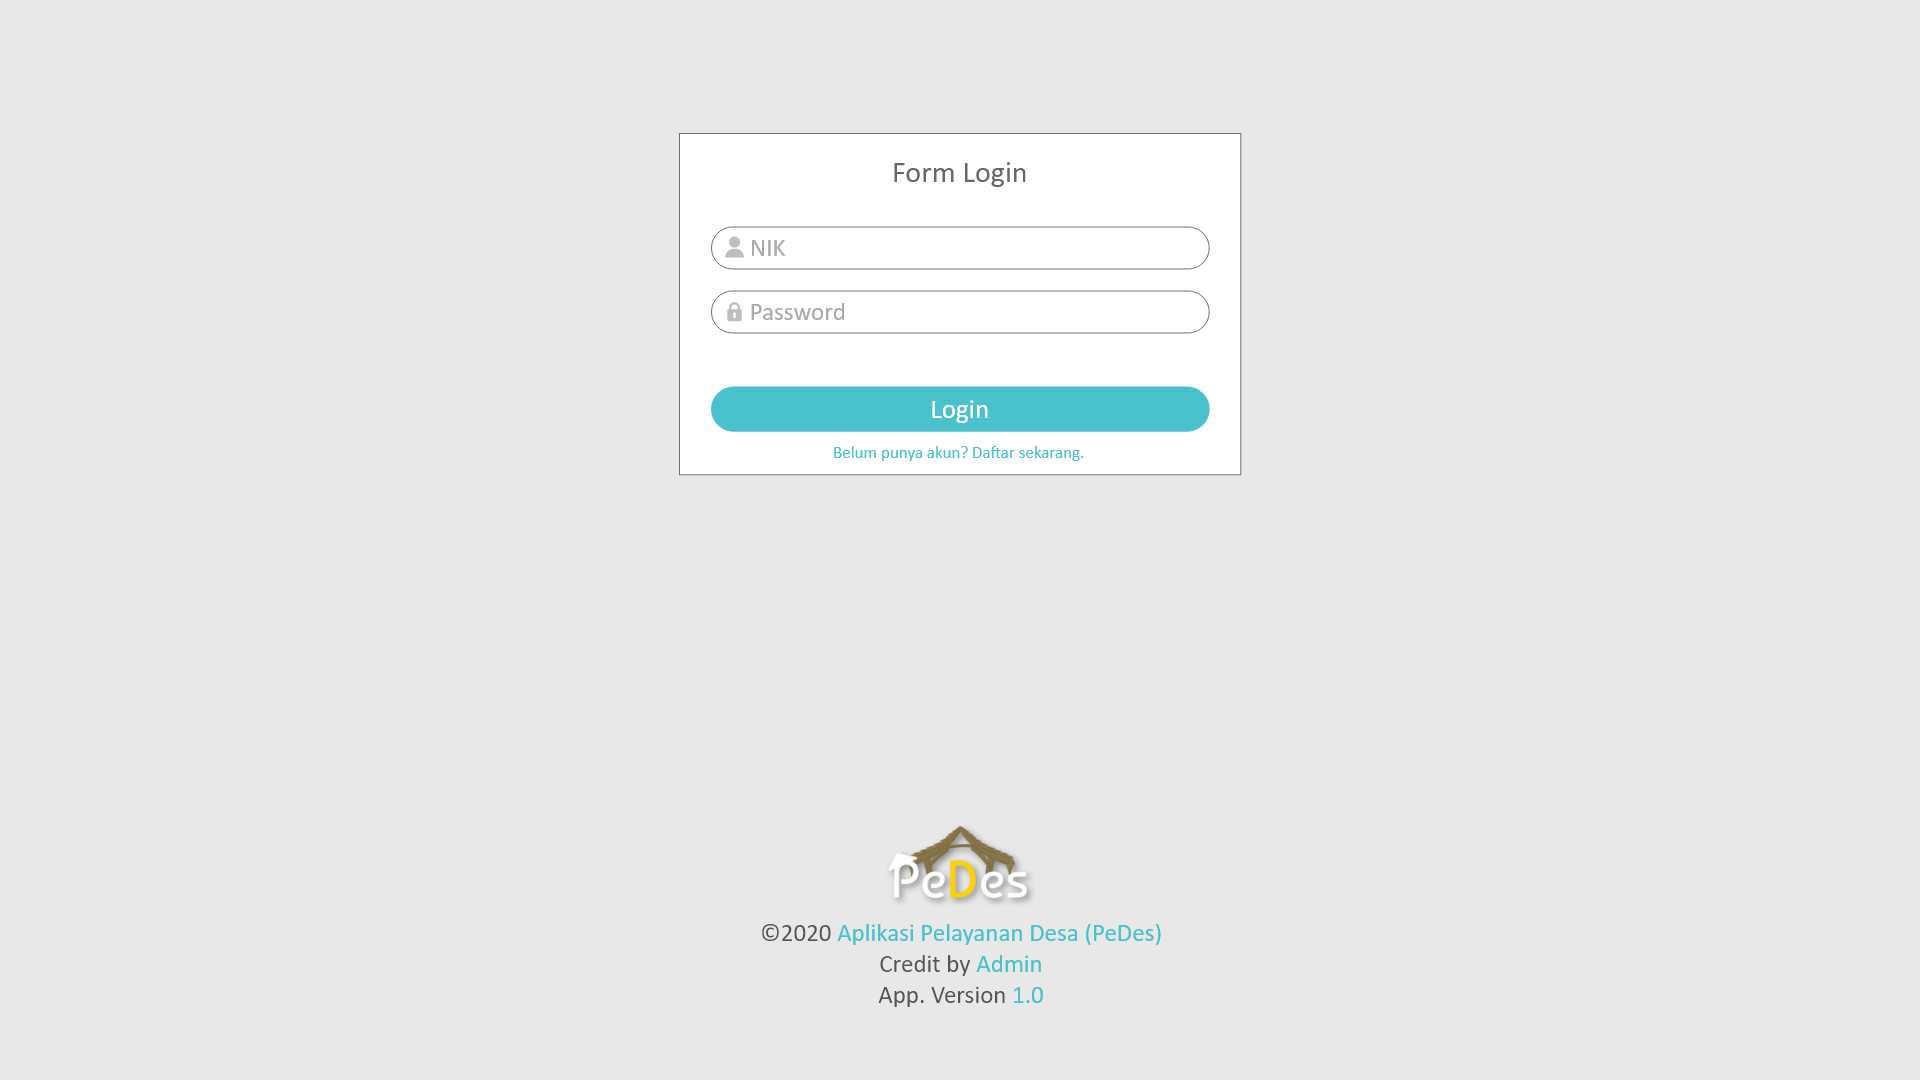 Form Login
NIK
Password
Login
Belum punya akun? Daftar sekarang.
PeDes
©2020 Aplikasi Pelayanan Desa (PeDes)
Credit by Admin
App. Version 1.0